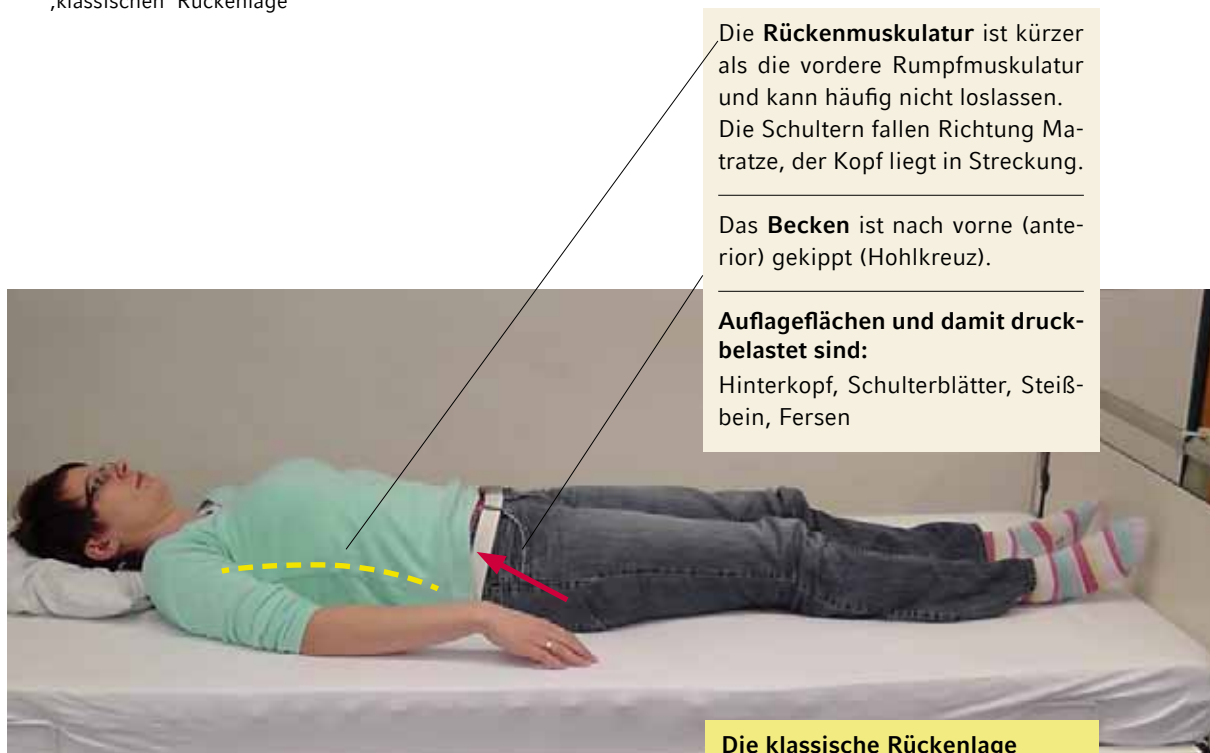 ‚klassischen' Rückenlage
Die Rückenmuskulatur ist kürzer
als die vordere Rumpfmuskulatur
und kann häufig nicht loslassen.
Die Schultern fallen Richtung Ma-
tratze, der Kopf liegt in Streckung.
Das Becken ist nach vorne (ante-
rior) gekippt (Hohlkreuz).
Auflageflächen und damit druck-
belastet sind:
Hinterkopf, Schulterblätter, Steiß-
bein, Fersen
Die klassische Rückenlage